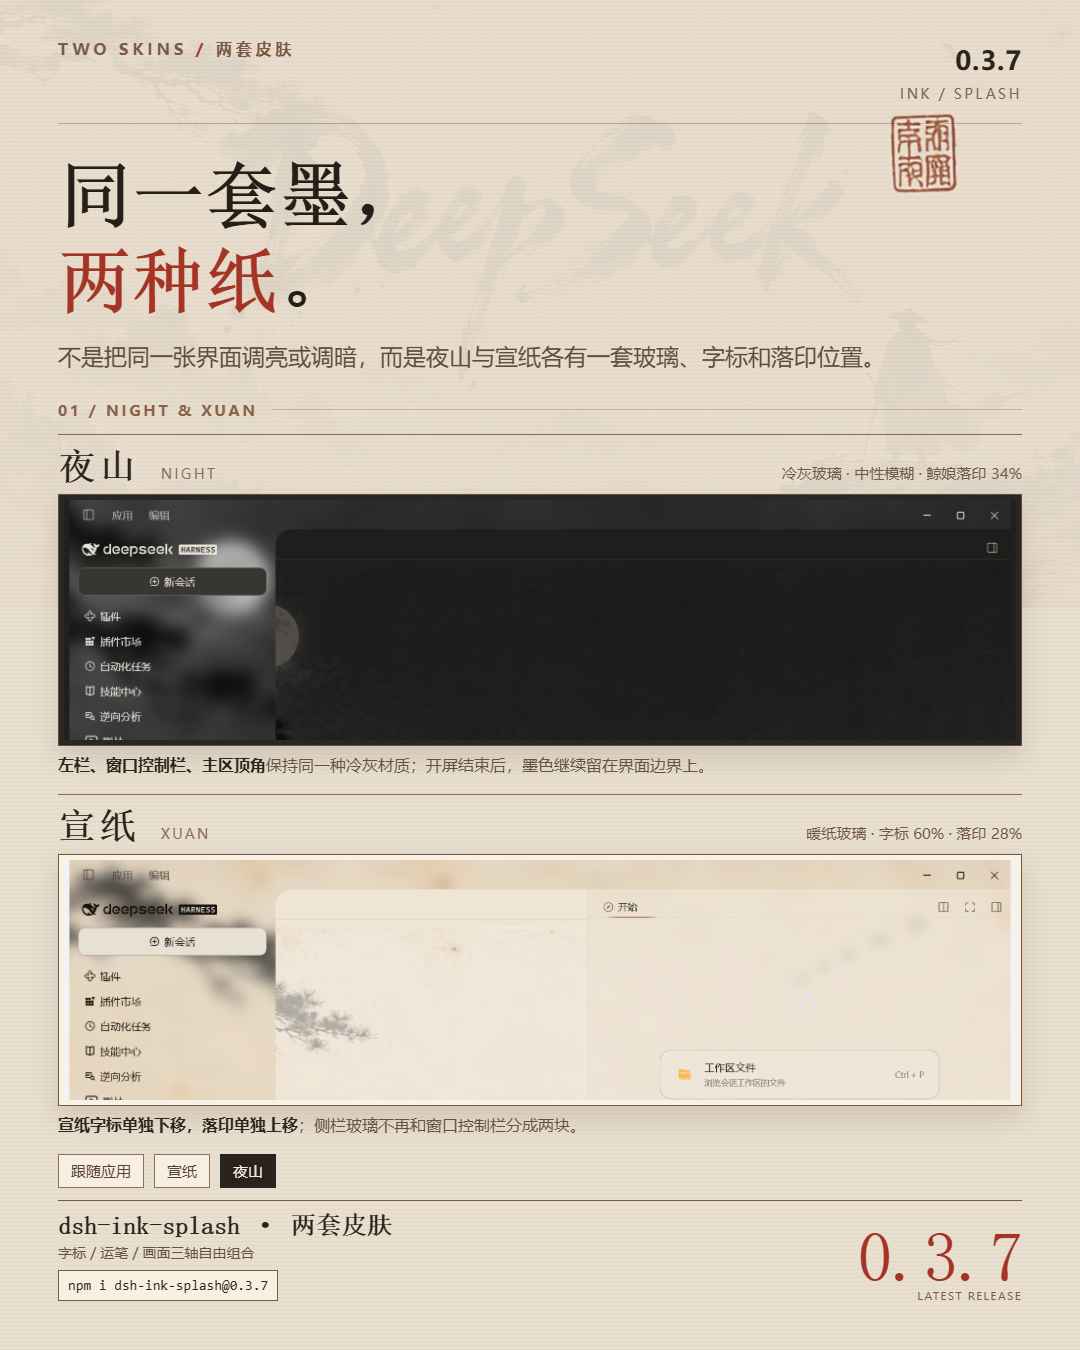 TWO SKINS / 两套皮肤
0.3.7
INK / SPLASH
DeepSeek
同一套墨，
两种纸。
不是把同一张界面调亮或调暗，而是夜山与宣纸各有一套玻璃、字标和落印位置。
01 / NIGHT & XUAN
夜山 NIGHT
冷灰玻璃 · 中性模糊 · 鲸娘落印 34%
应用 编辑
deepseek HARNESS
新会话
插件
插件市场
自动化任务
技能中心
逆向分析
左栏、窗口控制栏、主区顶角保持同一种冷灰材质；开屏结束后，墨色继续留在界面边界上。
宣纸 XUAN
暖纸玻璃 · 字标 60% · 落印 28%
应用 编辑
deepseek HARNESS
开始
新会话
插件
插件市场
自动化任务
技能中心
逆向分析
工作区文件
浏览会话工作区的文件
Ctrl + P
宣纸字标单独下移，落印单独上移；侧栏玻璃不再和窗口控制栏分成两块。
跟随应用 宣纸 夜山
dsh-ink-splash • 两套皮肤
字标 / 运笔 / 画面三轴自由组合
npm i dsh-ink-splash@0.3.7
0.3.7
LATEST RELEASE